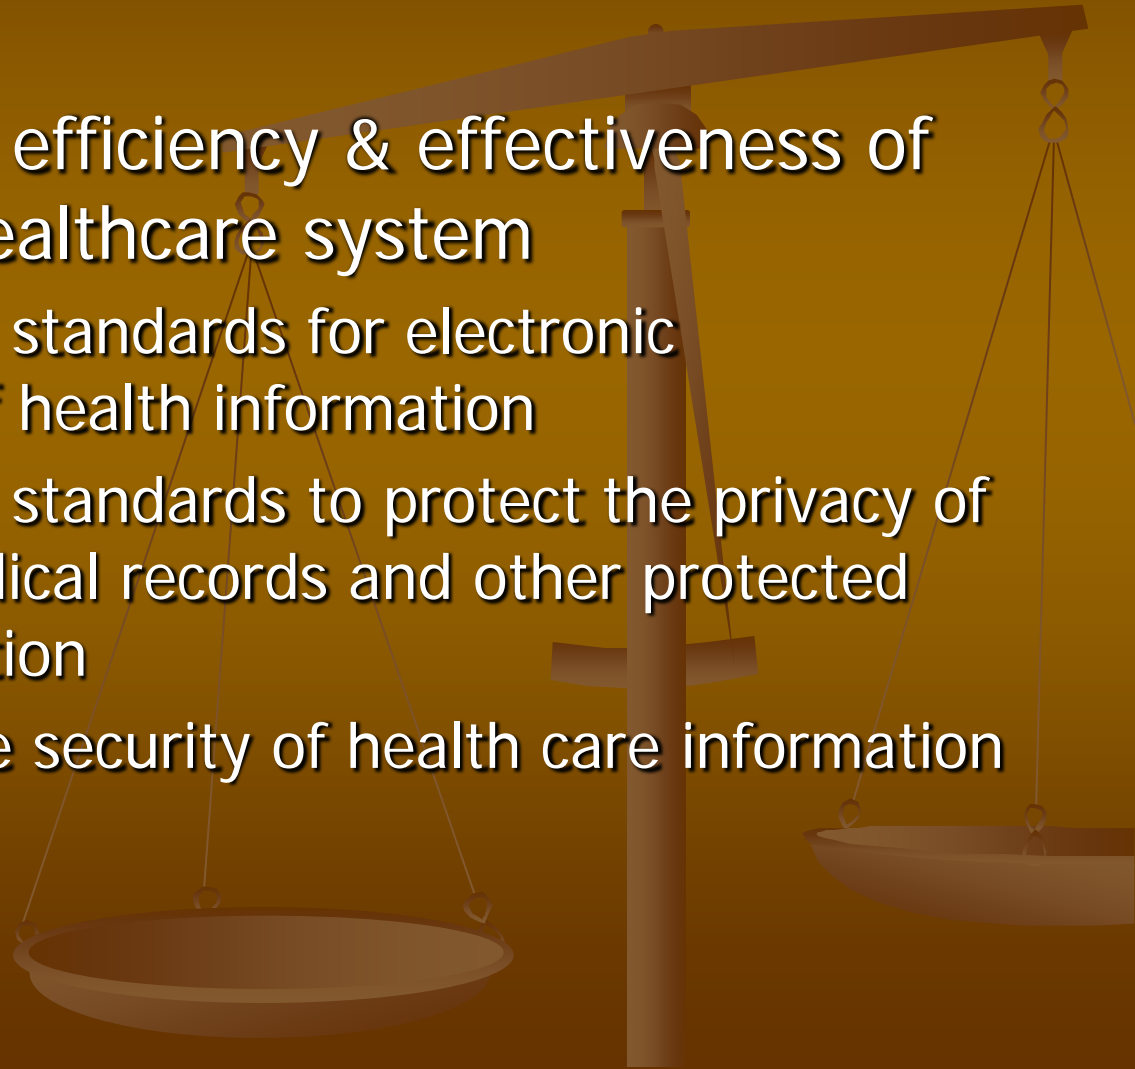 efficiency & effectiveness of
ealthcare system
standards for electronic
f health information
standards to protect the privacy of
lical records and other protected
tion
e security of health care information